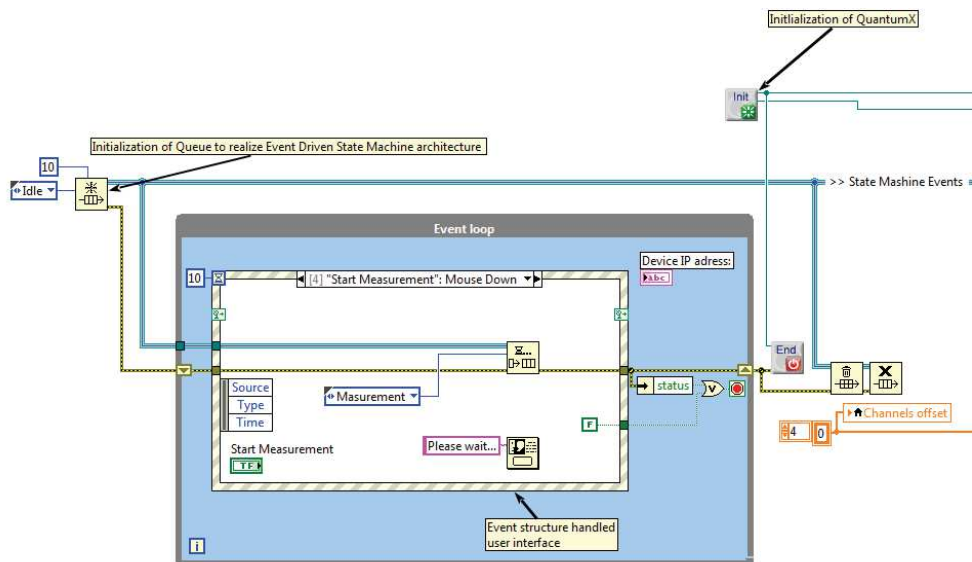 Initlialization of QuantumX
Init
Initialization of Queue to realize Event Driven State Machine architecture
10
Idle
>> State Mashine Events
Event loop
Device IP adress:
abc
10
[4] "Start Measurement": Mouse Down
End
Source
Type
Time
Masurement
status
V
F
Channels offset
4
0
Start Measurement
TF
Please wait...
Event structure handled
user interface
i